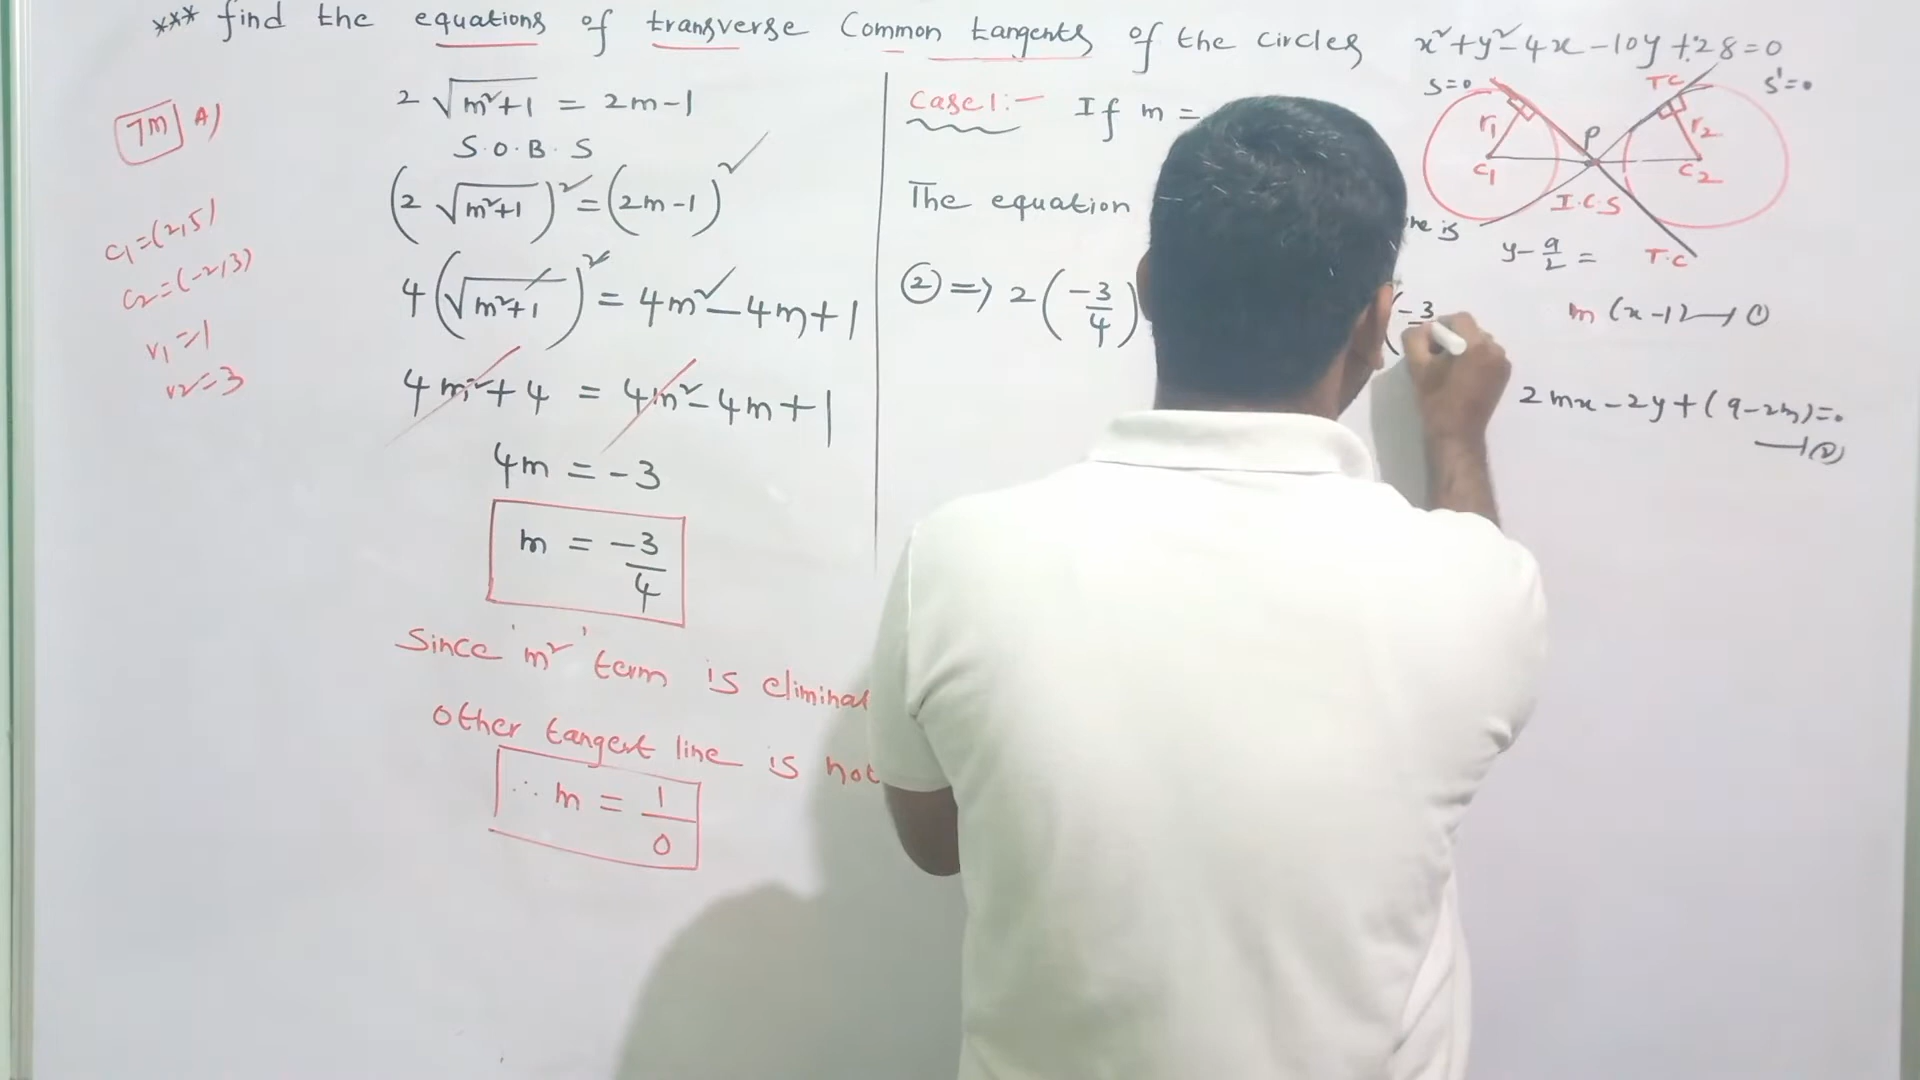 *** find the equations of transverse Common tangents of the circles x²+y²-4x-10y+28=0
7m A)
C₁=(2,5)
C₂=(-2,3)
r₁=1
r₂=3
2√(m²+1) = 2m-1
S.O.B.S
(2√(m²+1))² = (2m-1)²
4(√(m²+1))² = 4m²-4m+1
4m²+4 = 4m²-4m+1
4m = -3
m = -3/4
Since 'm²' term is eliminat
other tangent line is not
∴ m = 1/0
Case1:- If m =
The equation
ne is
② => 2(-3/4)
(-3
S=0
T.C
S'=0
r₁
P
r₂
C₁
C₂
I.C.S
T.C
y-9/2 =
m(x-1)→①
2mx-2y+(9-2m)=0
→②